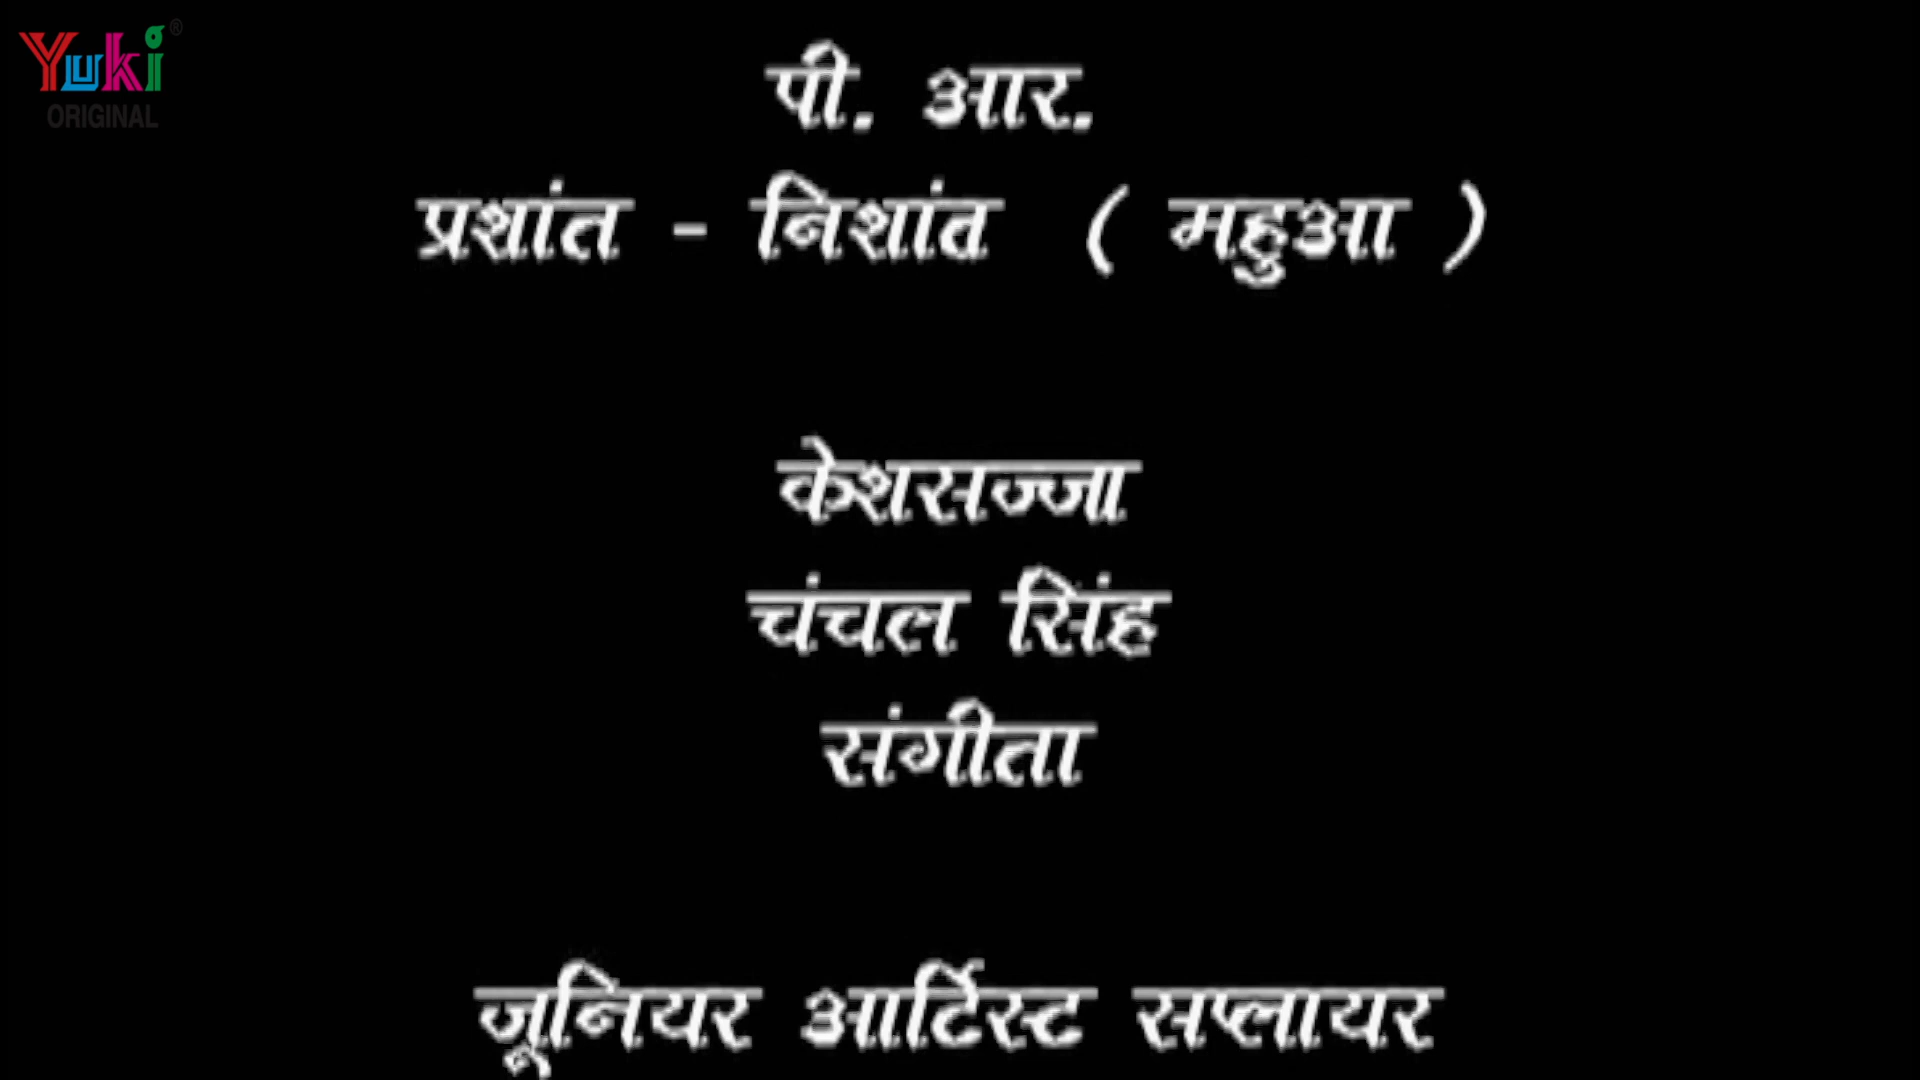 Yuki®
ORIGINAL
पी. आर.
प्रशांत - निशांत ( महुआ )
केशसज्जा
चंचल सिंह
संगीता
जूनियर आर्टिस्ट सप्लायर